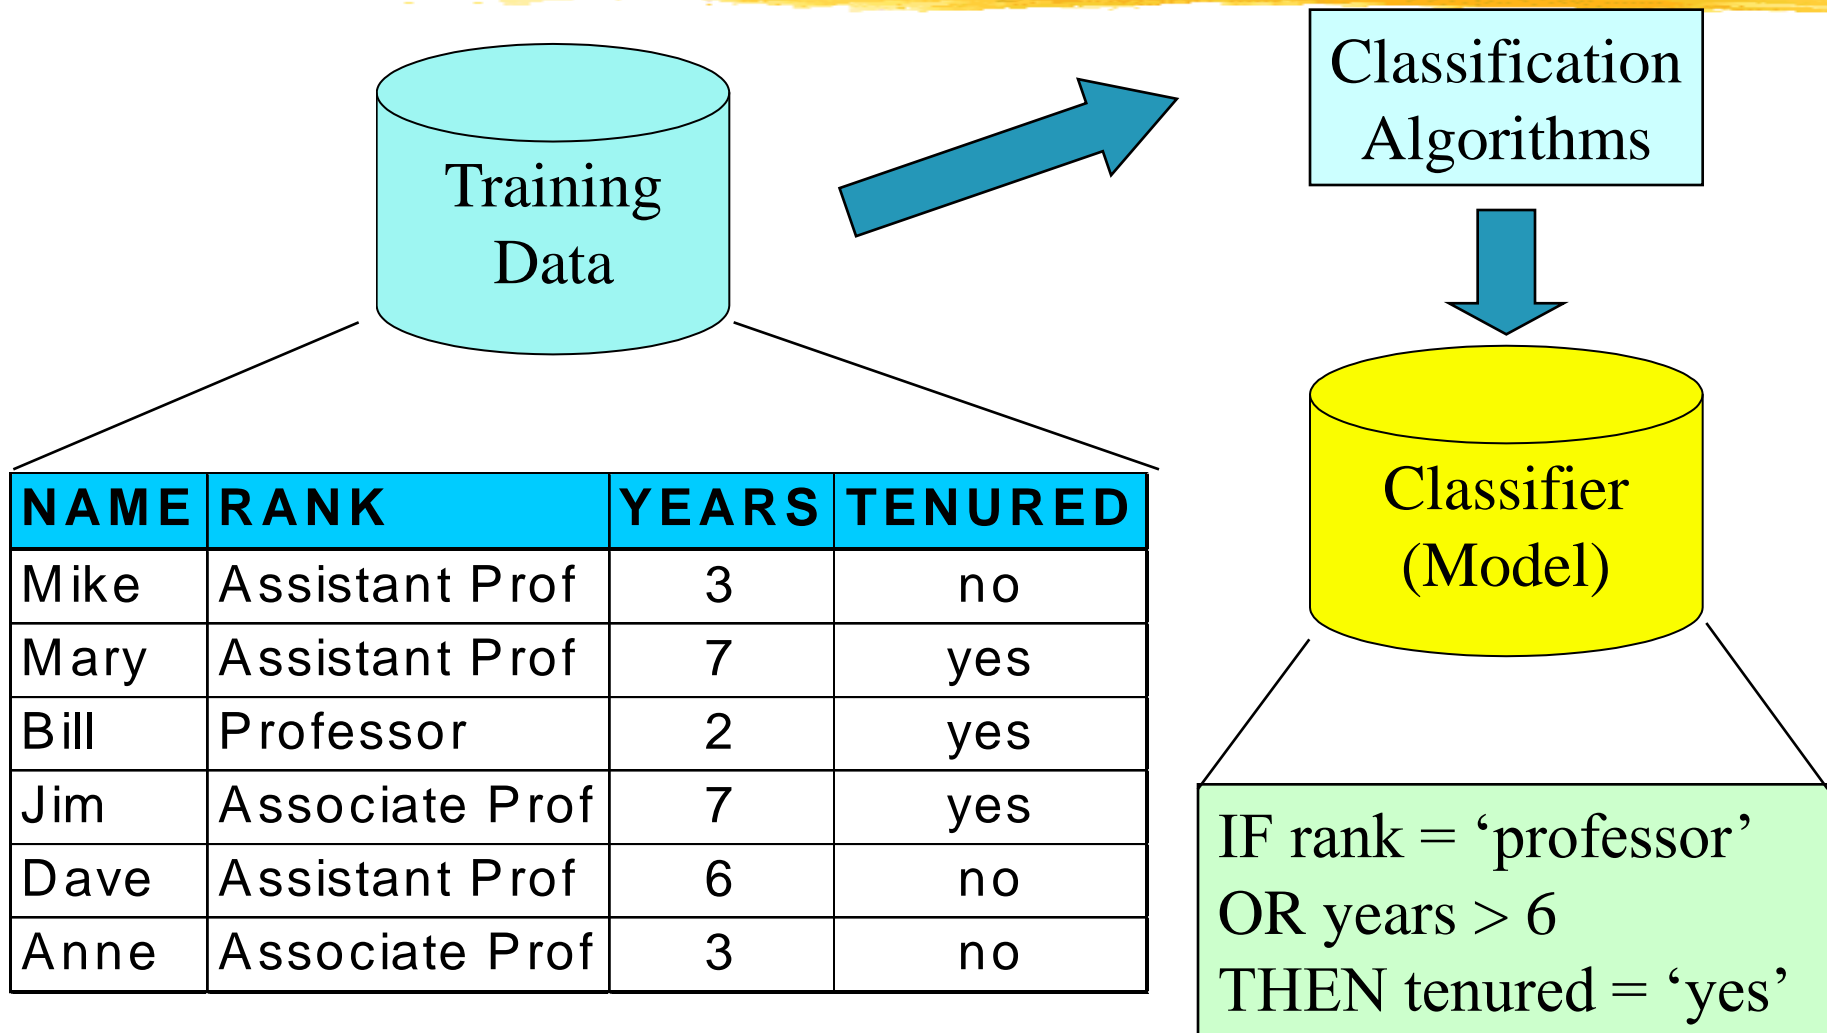 Training
Data
Classification
Algorithms
NAME RANK YEARS TENURED
Mike Assistant Prof 3 no
Mary Assistant Prof 7 yes
Bill Professor 2 yes
Jim Associate Prof 7 yes
Dave Assistant Prof 6 no
Anne Associate Prof 3 no
Classifier
(Model)
IF rank = ‘professor’
OR years > 6
THEN tenured = ‘yes’